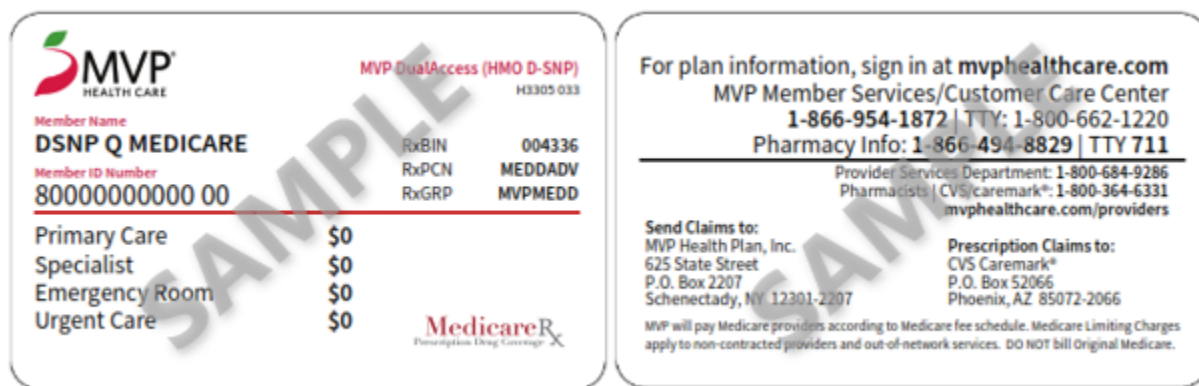 MVP®
HEALTH CARE
MVP DualAccess (HMO D-SNP)
H3305 033
Member Name
DSNP Q MEDICARE
Member ID Number
80000000000 00
RxBIN 004336
RxPCN MEDDADV
RxGRP MVPMEDD
Primary Care $0
Specialist $0
Emergency Room $0
Urgent Care $0
MedicareRx
Prescription Drug Coverage
SAMPLE
For plan information, sign in at mvphealthcare.com
MVP Member Services/Customer Care Center
1-866-954-1872 | TTY: 1-800-662-1220
Pharmacy Info: 1-866-494-8829 | TTY 711
Provider Services Department: 1-800-684-9286
Pharmacists | CVS/caremark®: 1-800-364-6331
mvphealthcare.com/providers
Send Claims to:
MVP Health Plan, Inc.
625 State Street
P.O. Box 2207
Schenectady, NY 12301-2207
Prescription Claims to:
CVS Caremark®
P.O. Box 52066
Phoenix, AZ 85072-2066
MVP will pay Medicare providers according to Medicare fee schedule. Medicare Limiting Charges
apply to non-contracted providers and out-of-network services. DO NOT bill Original Medicare.
SAMPLE